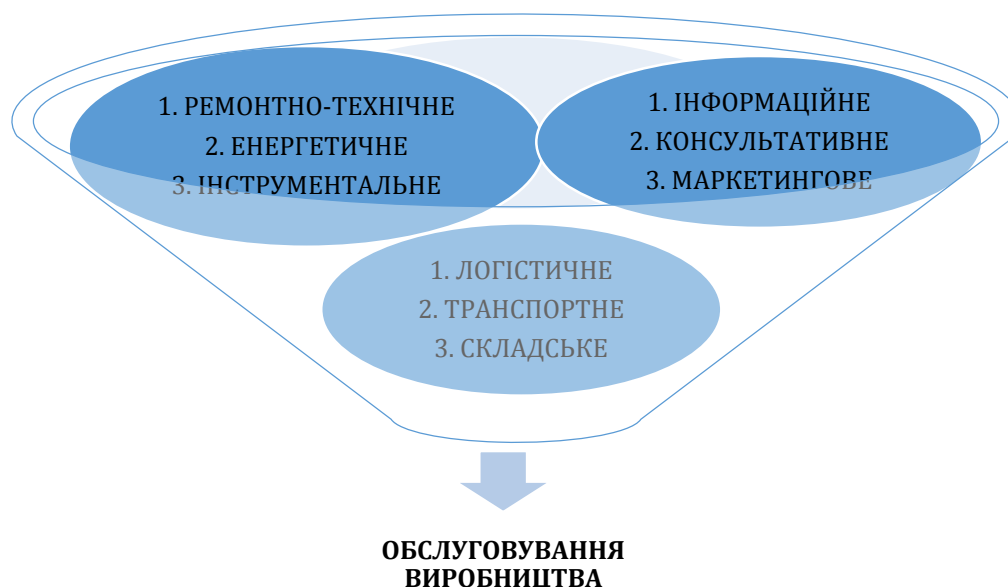 1. РЕМОНТНО-ТЕХНІЧНЕ
2. ЕНЕРГЕТИЧНЕ
3. ІНСТРУМЕНТАЛЬНЕ
1. ІНФОРМАЦІЙНЕ
2. КОНСУЛЬТАТИВНЕ
3. МАРКЕТИНГОВЕ
1. ЛОГІСТИЧНЕ
2. ТРАНСПОРТНЕ
3. СКЛАДСЬКЕ
ОБСЛУГОВУВАННЯ
ВИРОБНИЦТВА